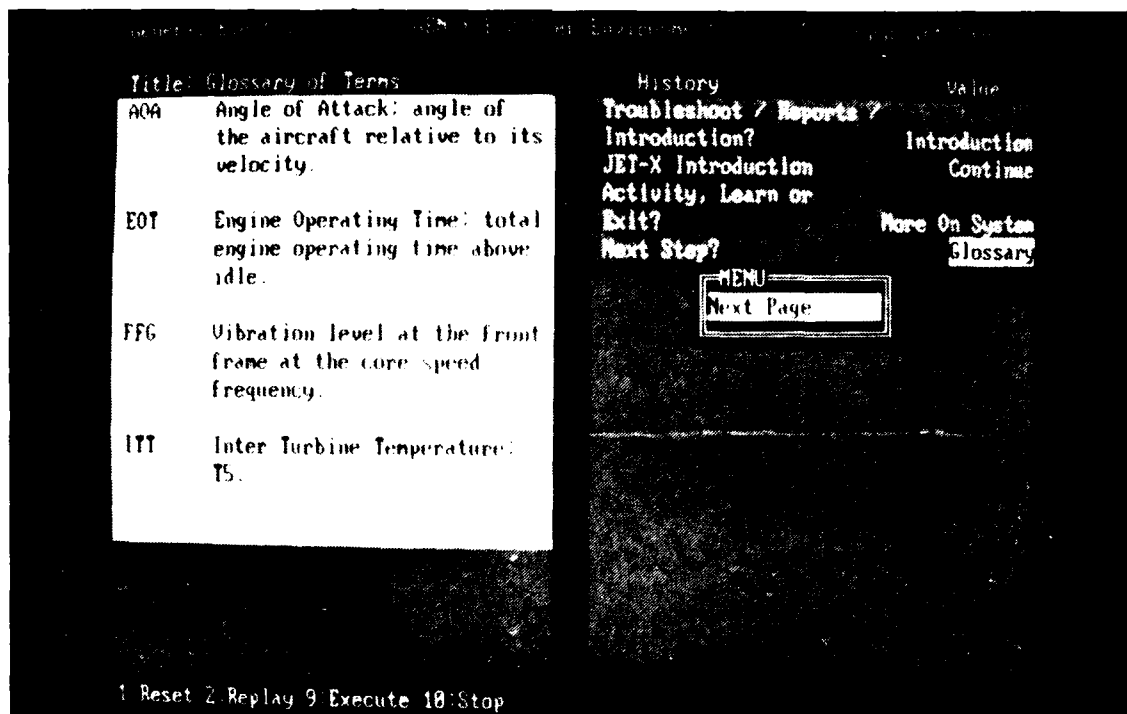 Title: Glossary of Terms
AOA Angle of Attack: angle of
the aircraft relative to its
velocity.
EOT Engine Operating Time: total
engine operating time above
idle.
FFG Vibration level at the front
frame at the core speed
frequency.
ITT Inter Turbine Temperature:
T5.
History Value
Troubleshoot / Reports ?
Introduction? Introduction
JET-X Introduction Continue
Activity, Learn or
Exit? More On System
Next Step? Glossary
MENU
Next Page
1 Reset 2:Replay 9:Execute 10:Stop